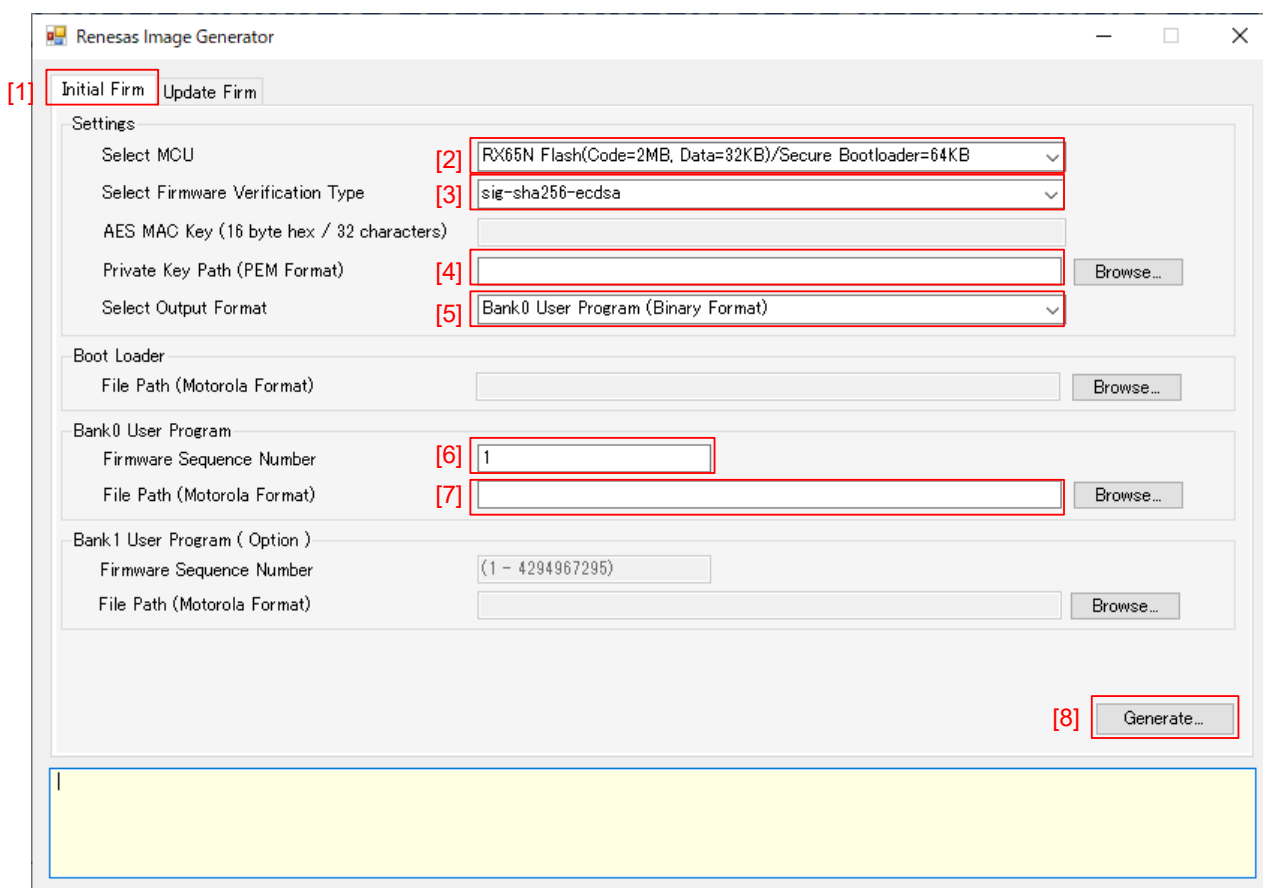 Renesas Image Generator
[1] Initial Firm Update Firm
Settings
Select MCU [2] RX65N Flash(Code=2MB, Data=32KB)/Secure Bootloader=64KB
Select Firmware Verification Type [3] sig-sha256-ecdsa
AES MAC Key (16 byte hex / 32 characters)
Private Key Path (PEM Format) [4] Browse...
Select Output Format [5] Bank0 User Program (Binary Format)
Boot Loader
File Path (Motorola Format) Browse...
Bank0 User Program
Firmware Sequence Number [6] 1
File Path (Motorola Format) [7] Browse...
Bank1 User Program ( Option )
Firmware Sequence Number (1 - 4294967295)
File Path (Motorola Format) Browse...
[8] Generate...